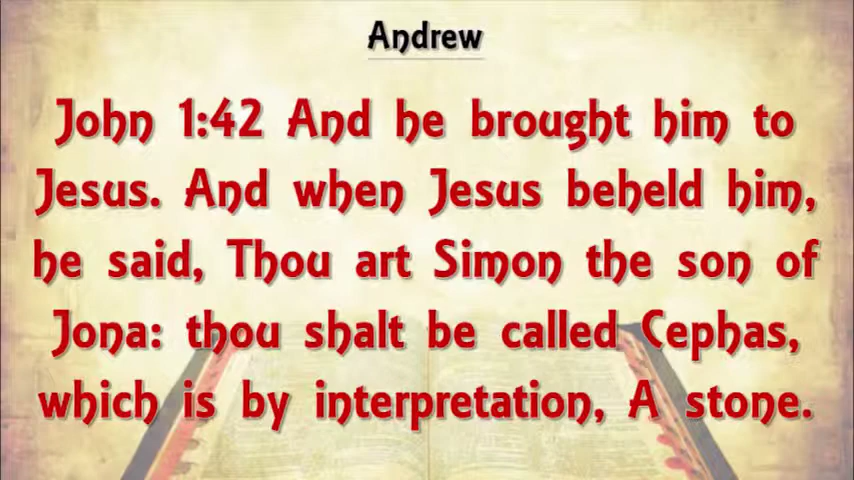 Andrew
John 1:42 And he brought him to
Jesus. And when Jesus beheld him,
he said, Thou art Simon the son of
Jona: thou shalt be called Cephas,
which is by interpretation, A stone.